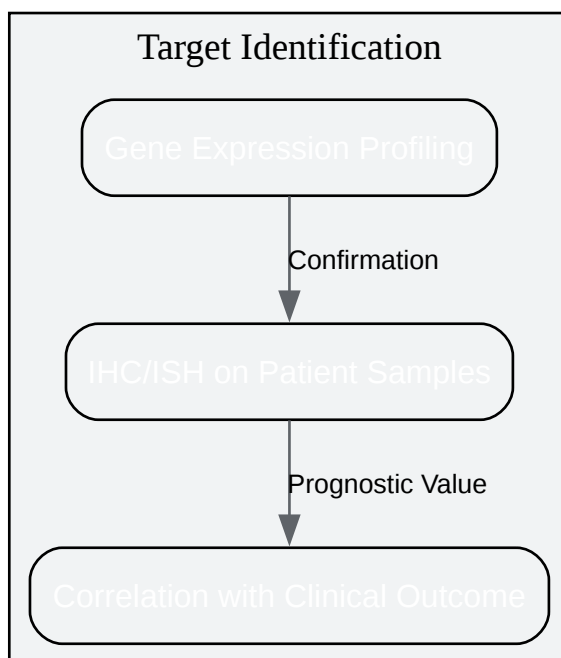 Target Identification
Gene Expression Profiling
Confirmation
IHC/ISH on Patient Samples
Prognostic Value
Correlation with Clinical Outcome